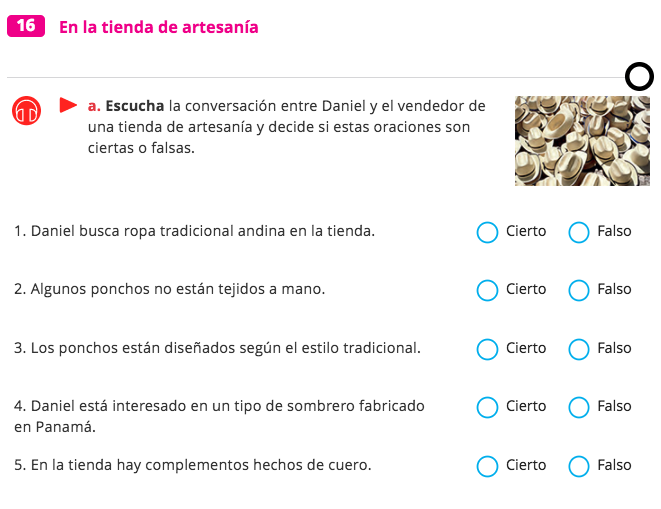 16 En la tienda de artesanía
a. Escucha la conversación entre Daniel y el vendedor de
una tienda de artesanía y decide si estas oraciones son
ciertas o falsas.
1. Daniel busca ropa tradicional andina en la tienda. Cierto Falso
2. Algunos ponchos no están tejidos a mano. Cierto Falso
3. Los ponchos están diseñados según el estilo tradicional. Cierto Falso
4. Daniel está interesado en un tipo de sombrero fabricado Cierto Falso
en Panamá.
5. En la tienda hay complementos hechos de cuero. Cierto Falso